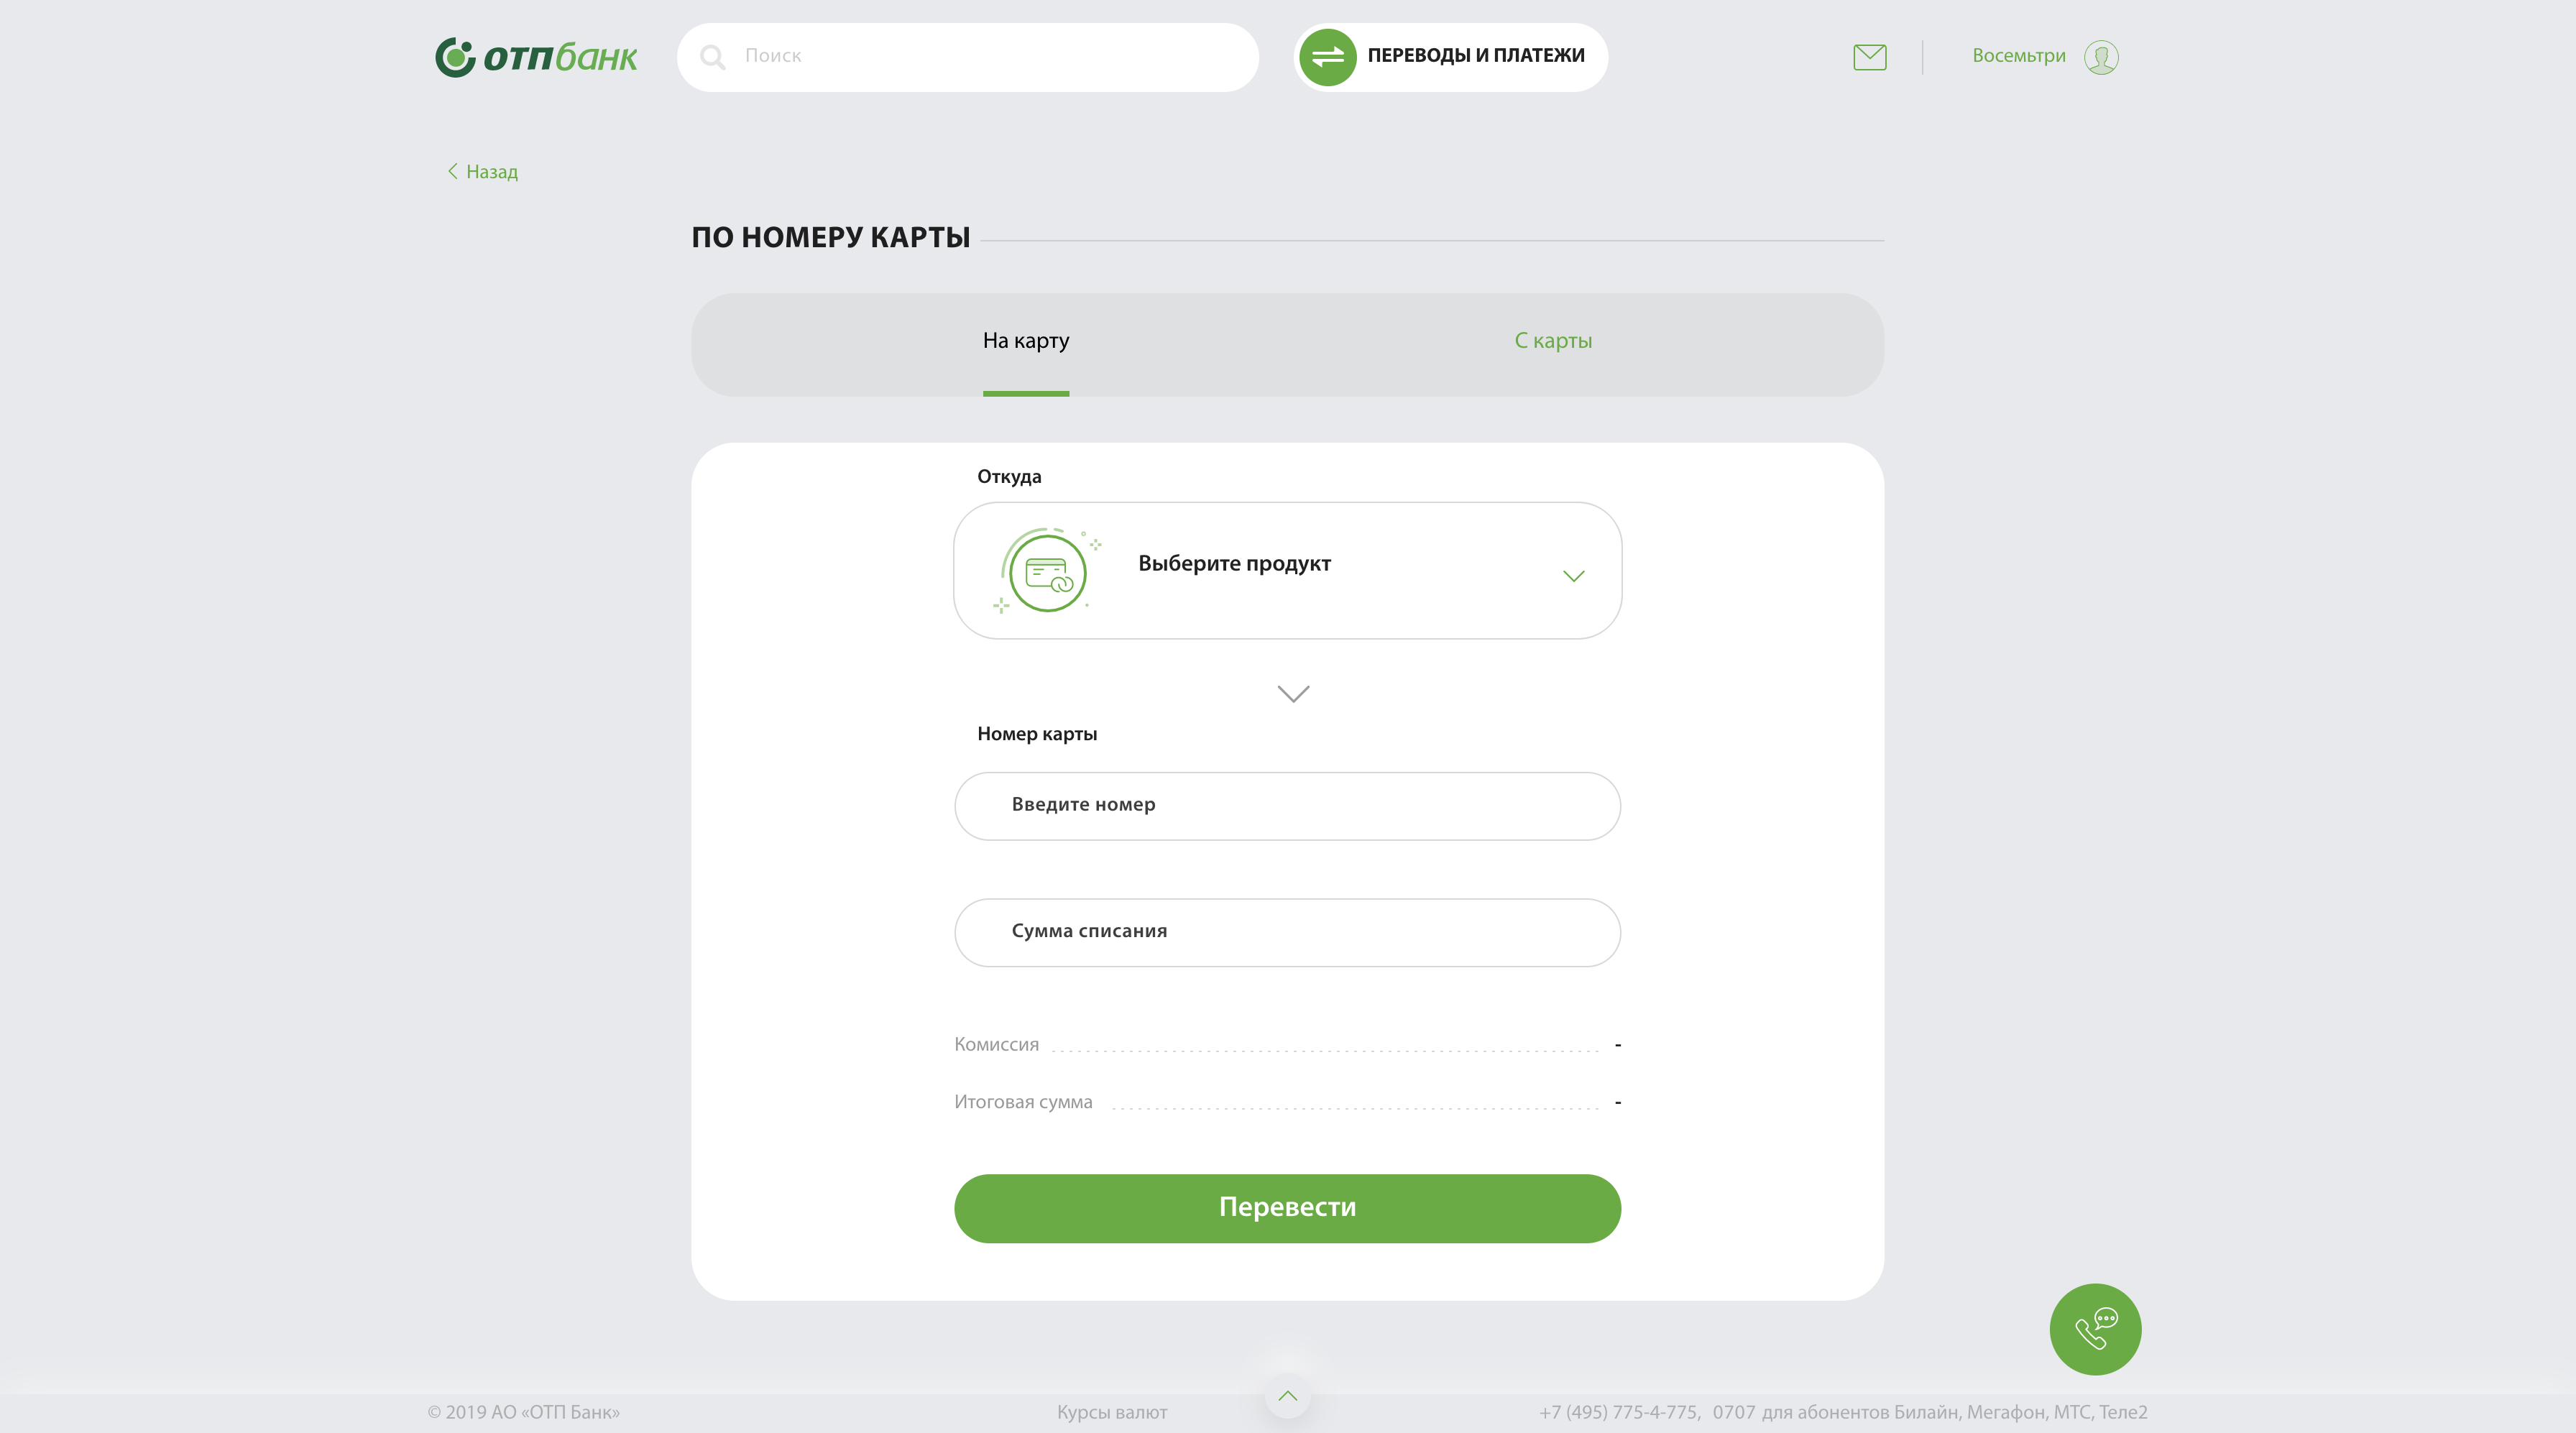 отпбанк
Поиск
ПЕРЕВОДЫ И ПЛАТЕЖИ
Восемьтри
Назад
ПО НОМЕРУ КАРТЫ
На карту
С карты
Откуда
Выберите продукт
Номер карты
Введите номер
Сумма списания
Комиссия -
Итоговая сумма -
Перевести
© 2019 АО «ОТП Банк»
Курсы валют
+7 (495) 775-4-775, 0707 для абонентов Билайн, Мегафон, МТС, Теле2